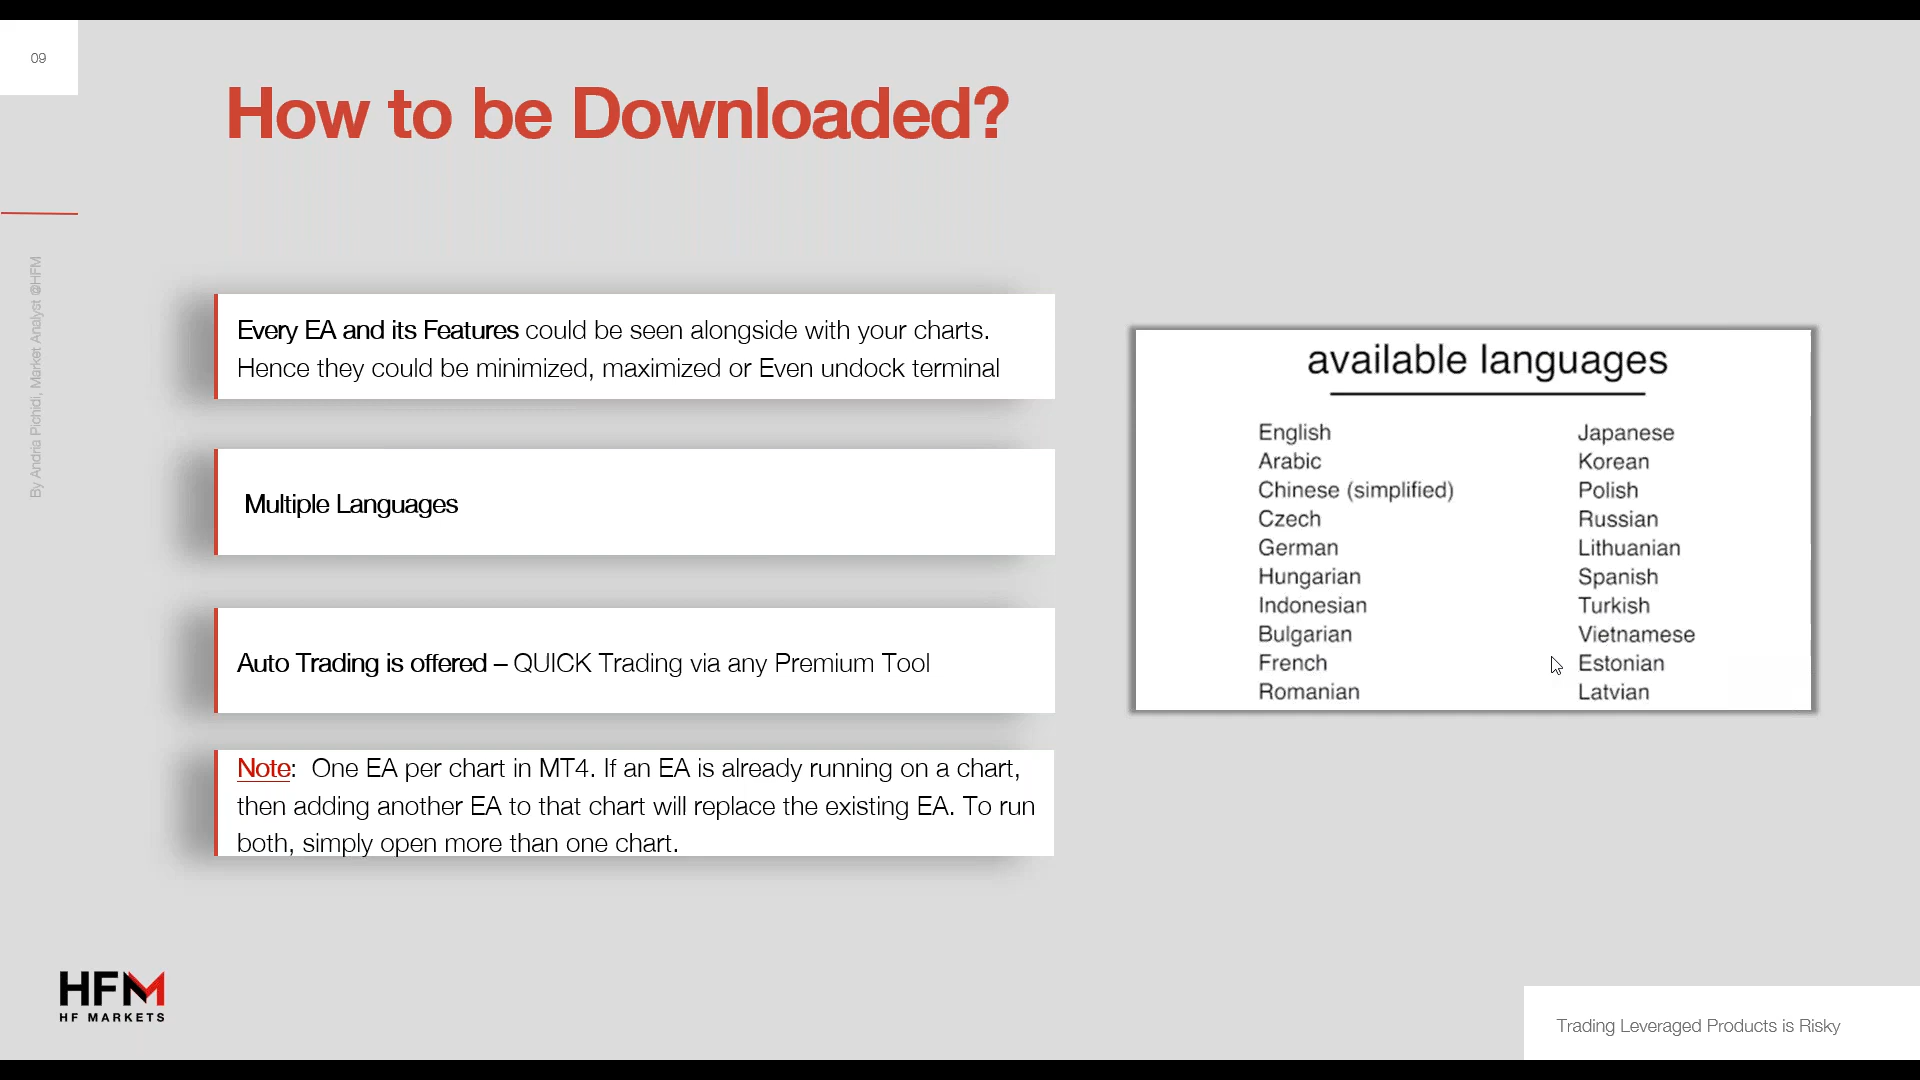 09
How to be Downloaded?
By Andria Pichidi, Market Analyst @HFM
Every EA and its Features could be seen alongside with your charts.
Hence they could be minimized, maximized or Even undock terminal
Multiple Languages
Auto Trading is offered – QUICK Trading via any Premium Tool
Note: One EA per chart in MT4. If an EA is already running on a chart,
then adding another EA to that chart will replace the existing EA. To run
both, simply open more than one chart.
available languages
English
Arabic
Chinese (simplified)
Czech
German
Hungarian
Indonesian
Bulgarian
French
Romanian
Japanese
Korean
Polish
Russian
Lithuanian
Spanish
Turkish
Vietnamese
Estonian
Latvian
HFM
HF MARKETS
Trading Leveraged Products is Risky